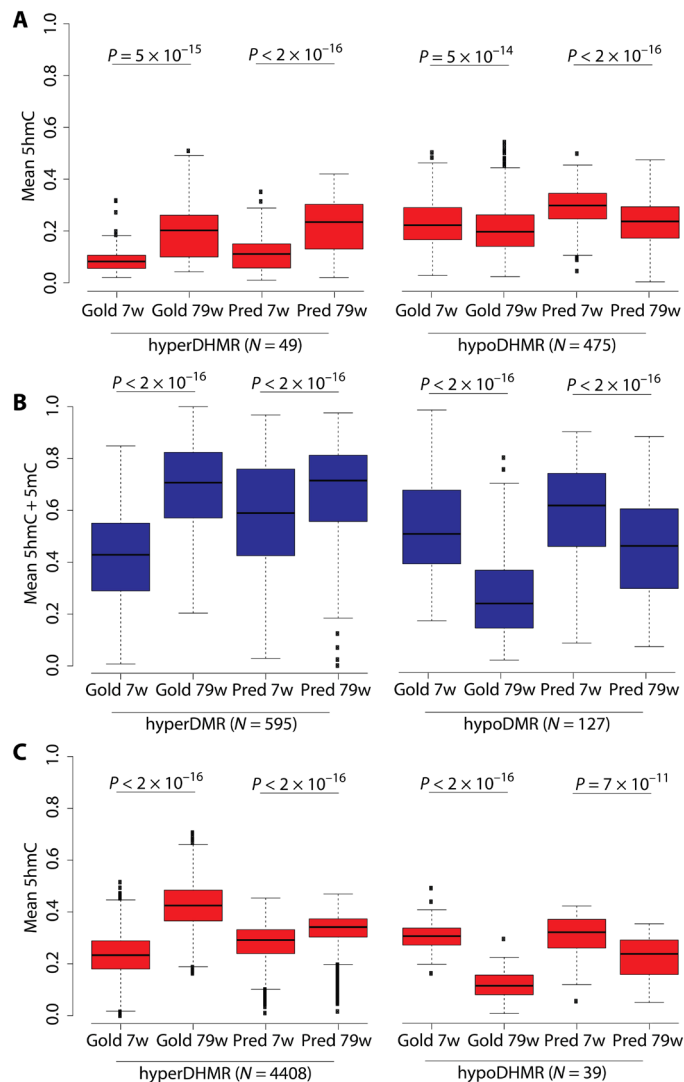 A
P = 5 × 10⁻¹⁵ P < 2 × 10⁻¹⁶ P = 5 × 10⁻¹⁴ P < 2 × 10⁻¹⁶
Mean 5hmC
1.0
0.8
0.6
0.4
0.2
0.0
Gold 7w Gold 79w Pred 7w Pred 79w Gold 7w Gold 79w Pred 7w Pred 79w
hyperDHMR (N = 49) hypoDHMR (N = 475)
B
P < 2 × 10⁻¹⁶ P < 2 × 10⁻¹⁶ P < 2 × 10⁻¹⁶ P < 2 × 10⁻¹⁶
Mean 5hmC + 5mC
1.0
0.8
0.6
0.4
0.2
0.0
Gold 7w Gold 79w Pred 7w Pred 79w Gold 7w Gold 79w Pred 7w Pred 79w
hyperDMR (N = 595) hypoDMR (N = 127)
C
P < 2 × 10⁻¹⁶ P < 2 × 10⁻¹⁶ P < 2 × 10⁻¹⁶ P = 7 × 10⁻¹¹
Mean 5hmC
1.0
0.8
0.6
0.4
0.2
0.0
Gold 7w Gold 79w Pred 7w Pred 79w Gold 7w Gold 79w Pred 7w Pred 79w
hyperDHMR (N = 4408) hypoDHMR (N = 39)